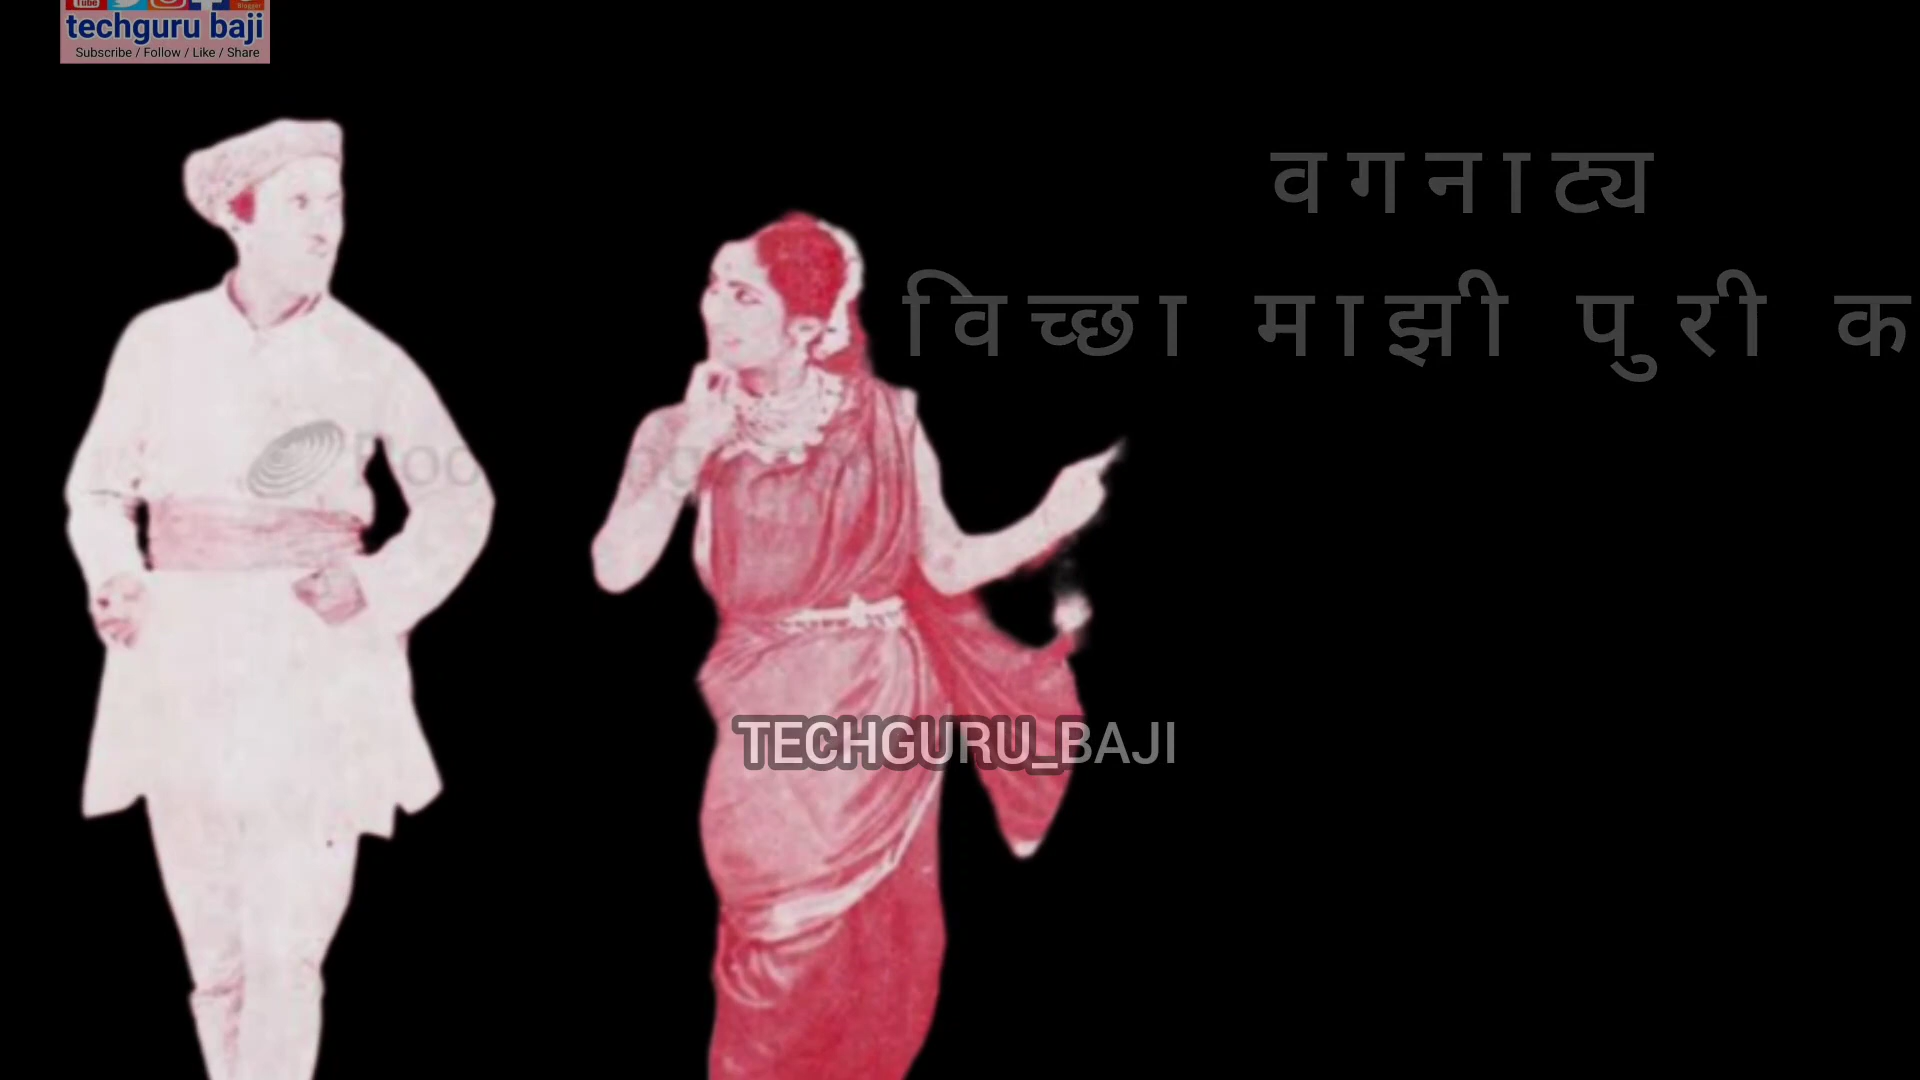 techguru baji
Subscribe / Follow / Like / Share
वगनाट्य
विच्छा माझी पुरी क
TECHGURU_BAJI